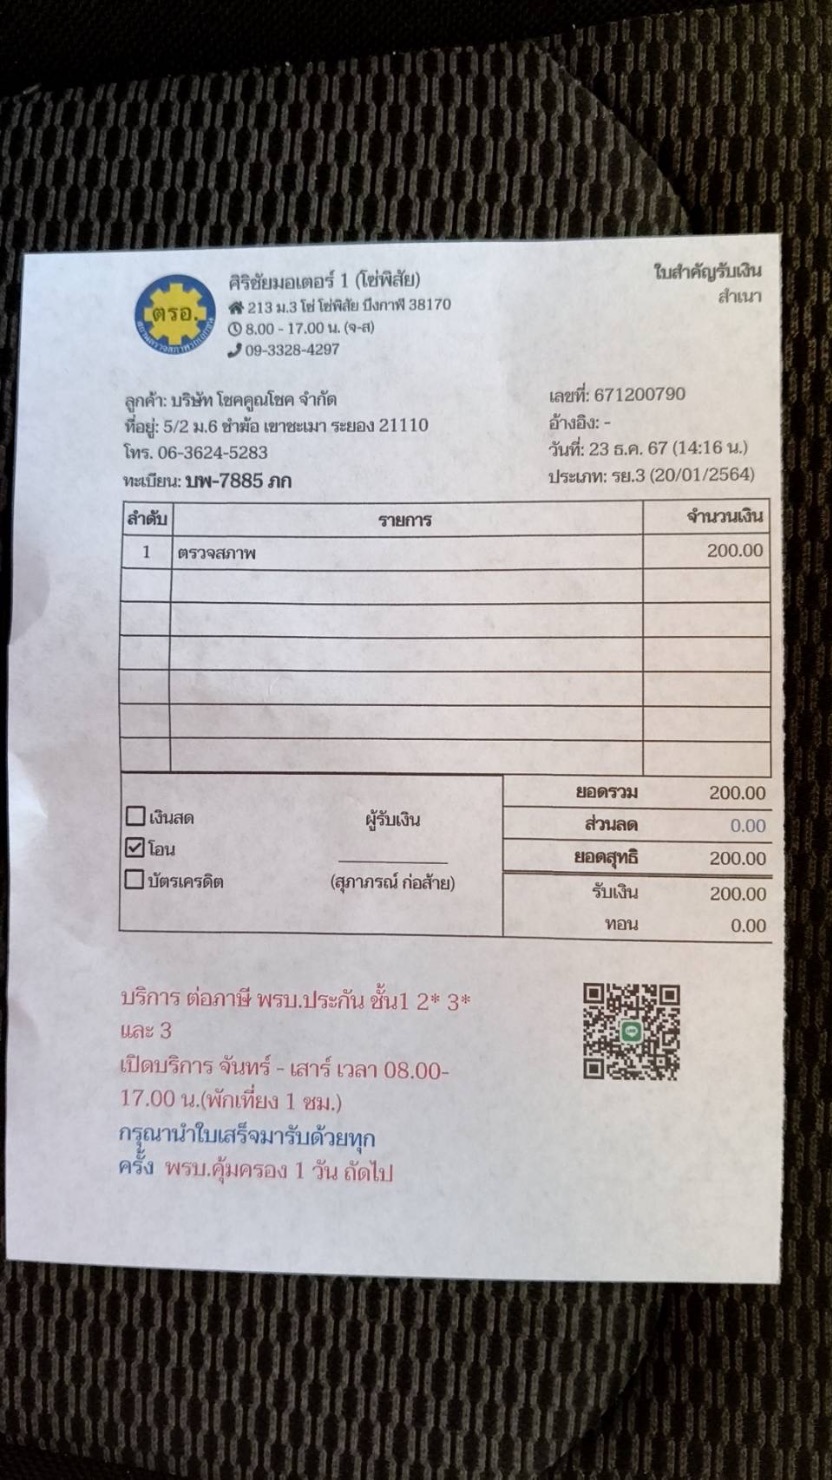 ตรอ.
ศิริชัยมอเตอร์ 1 (โซ่พิสัย)
213 ม.3 โซ่ โซ่พิสัย บึงกาฬ 38170
8.00 - 17.00 น. (จ-ส)
09-3328-4297
ใบสำคัญรับเงิน
สำเนา
ลูกค้า: บริษัท โชคคูณโชค จำกัด
ที่อยู่: 5/2 ม.6 ชำฆ้อ เขาชะเมา ระยอง 21110
โทร. 06-3624-5283
ทะเบียน: บพ-7885 ภก
เลขที่: 671200790
อ้างอิง: -
วันที่: 23 ธ.ค. 67 (14:16 น.)
ประเภท: รย.3 (20/01/2564)
ลำดับ รายการ จำนวนเงิน
1 ตรวจสภาพ 200.00
เงินสด
โอน
บัตรเครดิต
ผู้รับเงิน
(สุภาภรณ์ ก่อส้าย)
ยอดรวม 200.00
ส่วนลด 0.00
ยอดสุทธิ 200.00
รับเงิน 200.00
ทอน 0.00
บริการ ต่อภาษี พรบ.ประกัน ชั้น1 2* 3*
และ 3
เปิดบริการ จันทร์ - เสาร์ เวลา 08.00-
17.00 น.(พักเที่ยง 1 ชม.)
กรุณานำใบเสร็จมารับด้วยทุก
ครั้ง พรบ.คุ้มครอง 1 วัน ถัดไป